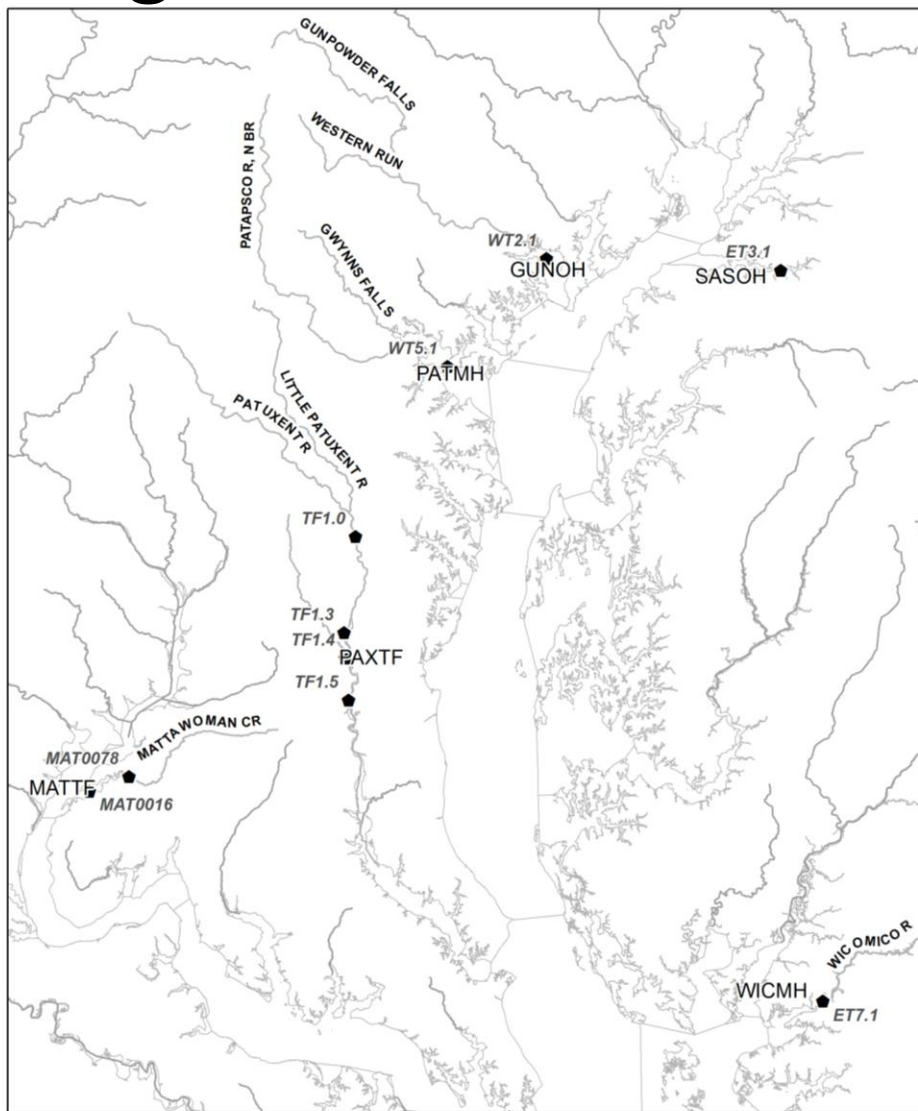 GUNPOWDER FALLS
WESTERN RUN
PATAPSCO R, N BR
GWYNNS FALLS
WT2.1
GUNOH
ET3.1
SASOH
WT5.1
PATMH
LITTLE PATUXENT R
PATUXENT R
TF1.0
TF1.3
TF1.4
PAXTF
TF1.5
MATTAWOMAN CR
MAT0078
MATTF
MAT0016
WICOMICO R
WICMH
ET7.1